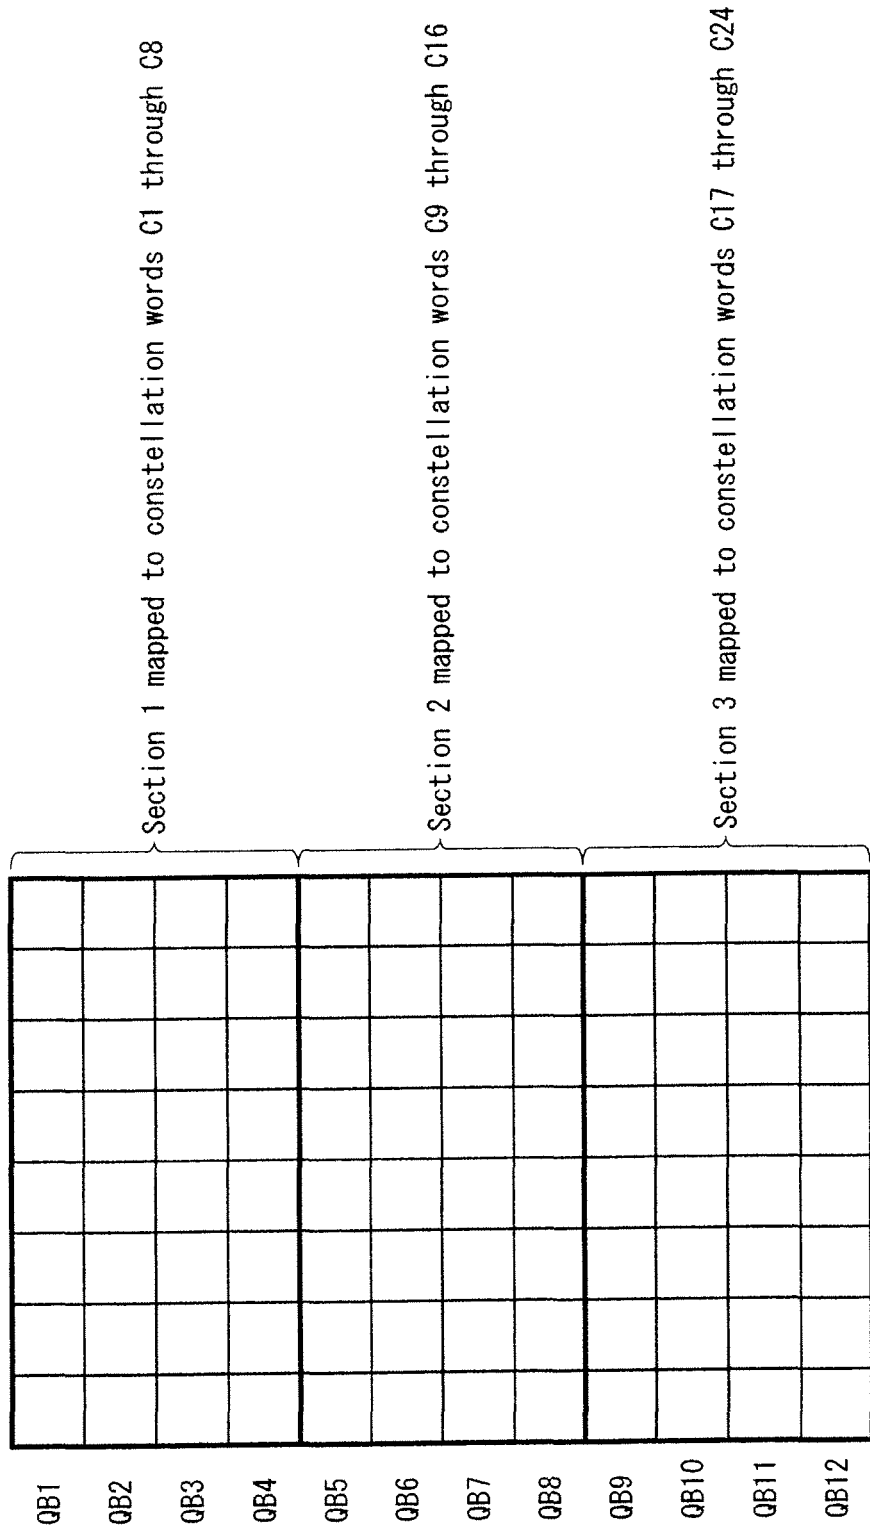 QB1
QB2
QB3
QB4
QB5
QB6
QB7
QB8
QB9
QB10
QB11
QB12
Section 1 mapped to constellation words C1 through C8
Section 2 mapped to constellation words C9 through C16
Section 3 mapped to constellation words C17 through C24